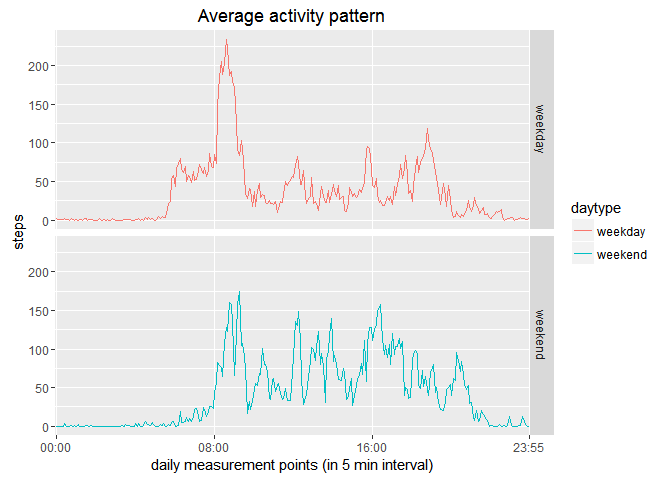 Average activity pattern
steps
200
150
100
50
0
weekday
200
150
100
50
0
weekend
00:00 08:00 16:00 23:55
daily measurement points (in 5 min interval)
daytype
weekday
weekend